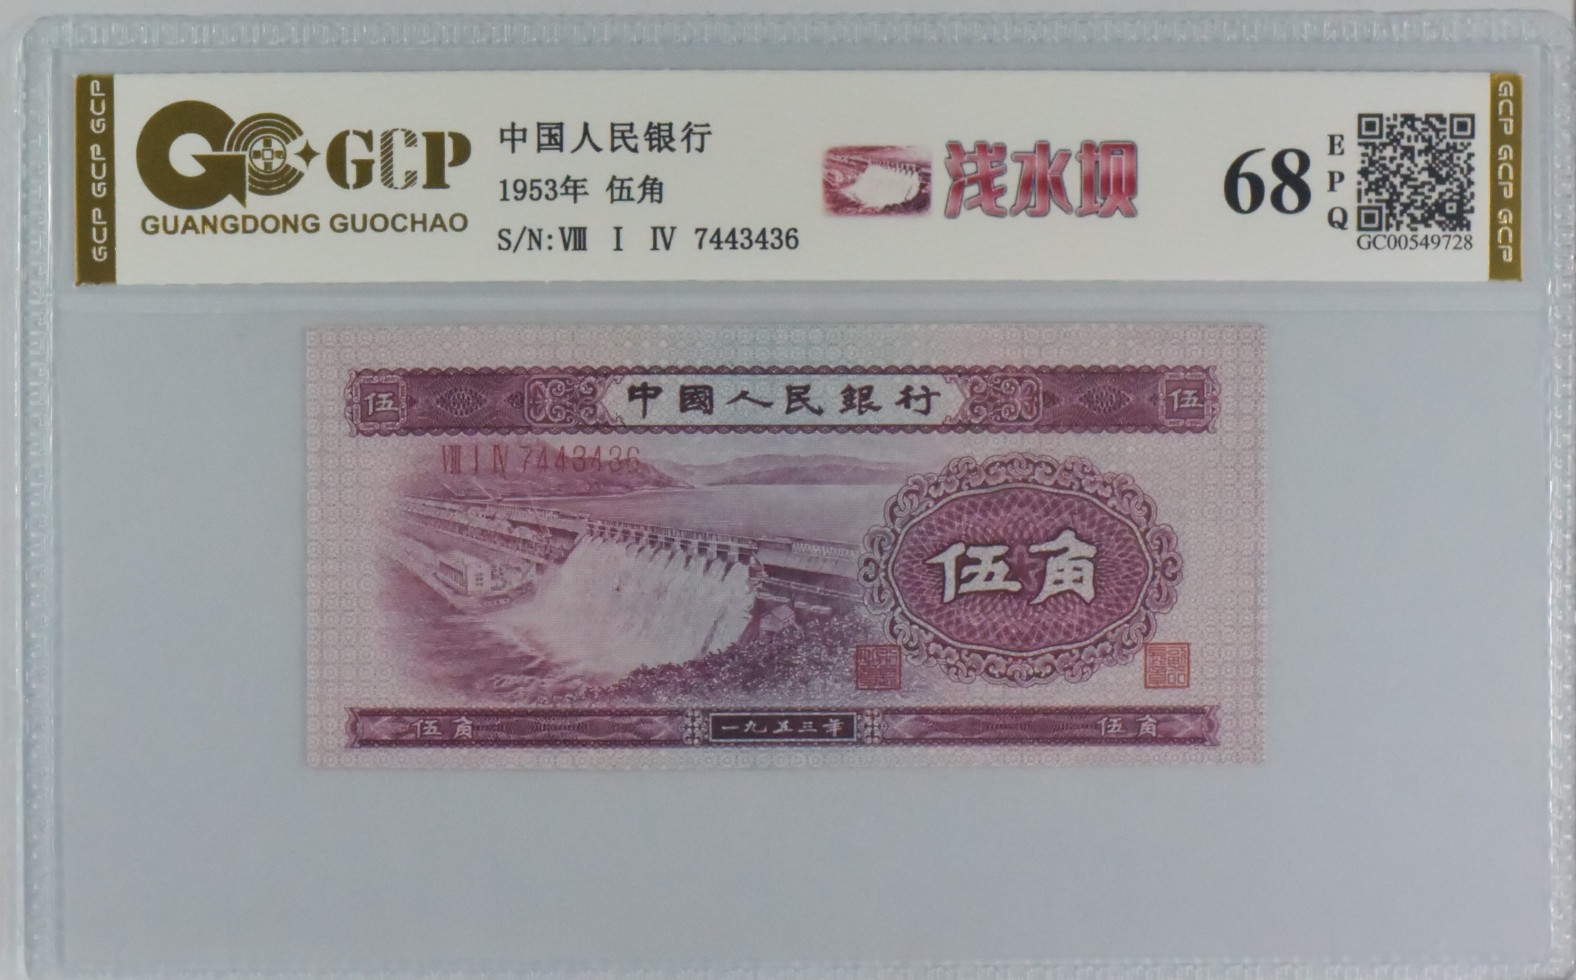 GCP GCP GCP
GCP
GUANGDONG GUOCHAO
中国人民银行
1953年 伍角
S/N:Ⅷ Ⅰ Ⅳ 7443436
浅水坝
68
EPQ
GC00549728
GCP GCP GCP
伍 中國人民銀行 伍
Ⅷ Ⅰ Ⅳ 7443436
伍角
伍角 一九五三年 伍角